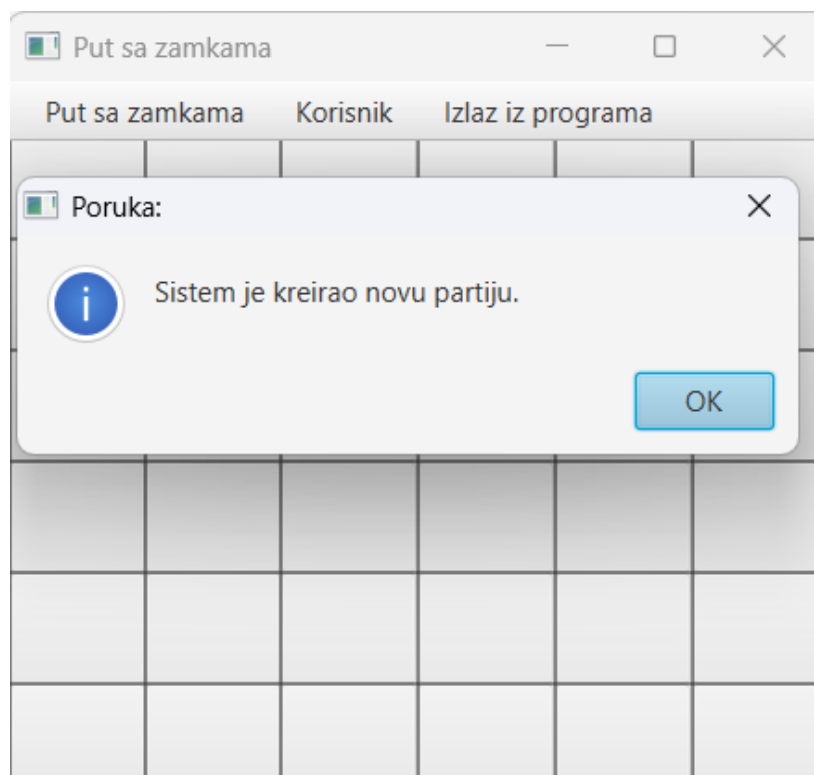 Put sa zamkama
Put sa zamkama Korisnik Izlaz iz programa
Poruka:
Sistem je kreirao novu partiju.
OK